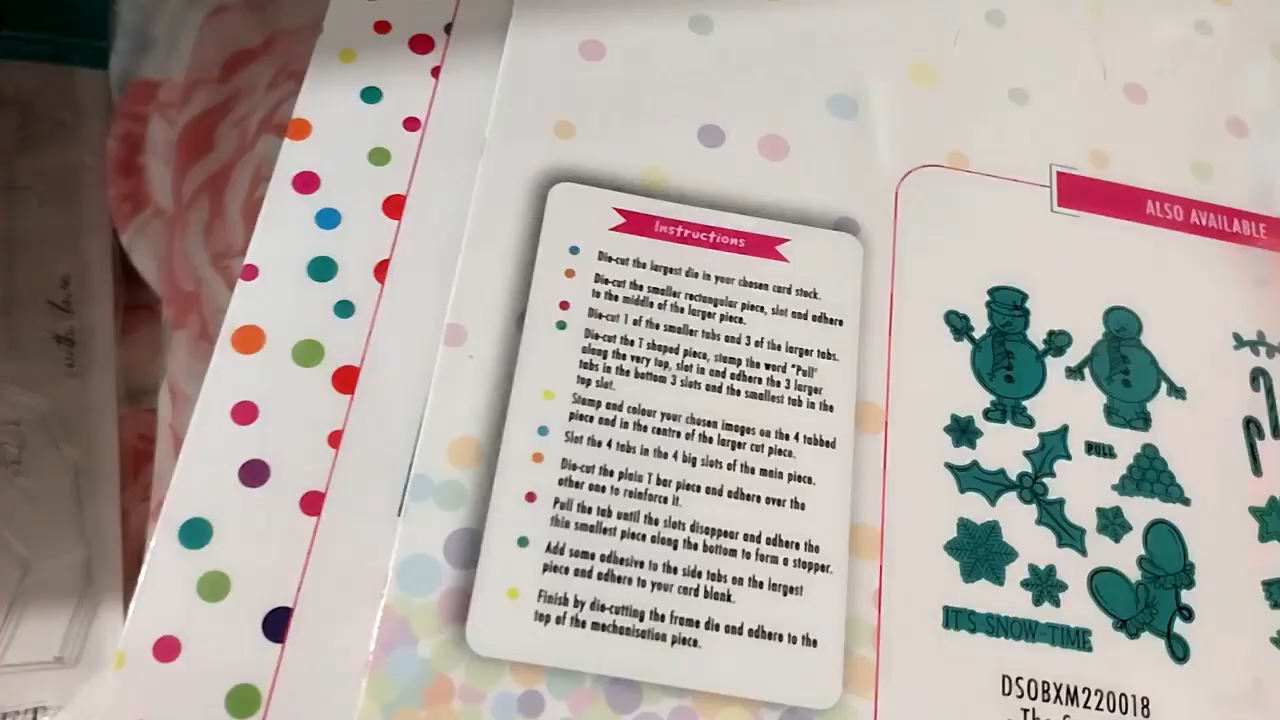 Instructions
Die-cut the largest die in your chosen card stock.
Die-cut the smaller rectangular piece, slot and adhere
to the middle of the larger piece.
Die-cut 1 of the smaller tabs and 3 of the larger tabs.
Die-cut the T shaped piece, stamp the word "Pull"
along the very top, slot in and adhere the 3 larger
tabs in the bottom 3 slots and the smallest tab in the
top slot.
Stamp and colour your chosen images on the 4 tabbed
piece and in the centre of the larger cut piece.
Slot the 4 tabs in the 4 big slots of the main piece.
Die-cut the plain T bar piece and adhere over the
other one to reinforce it.
Pull the tab until the slots disappear and adhere the
thin smallest piece along the bottom to form a stopper.
Add some adhesive to the side tabs on the largest
piece and adhere to your card blank.
Finish by die-cutting the frame die and adhere to the
top of the mechanisation piece.
ALSO AVAILABLE
PULL
IT'S SNOW-TIME
DSOBXM220018
The
with love